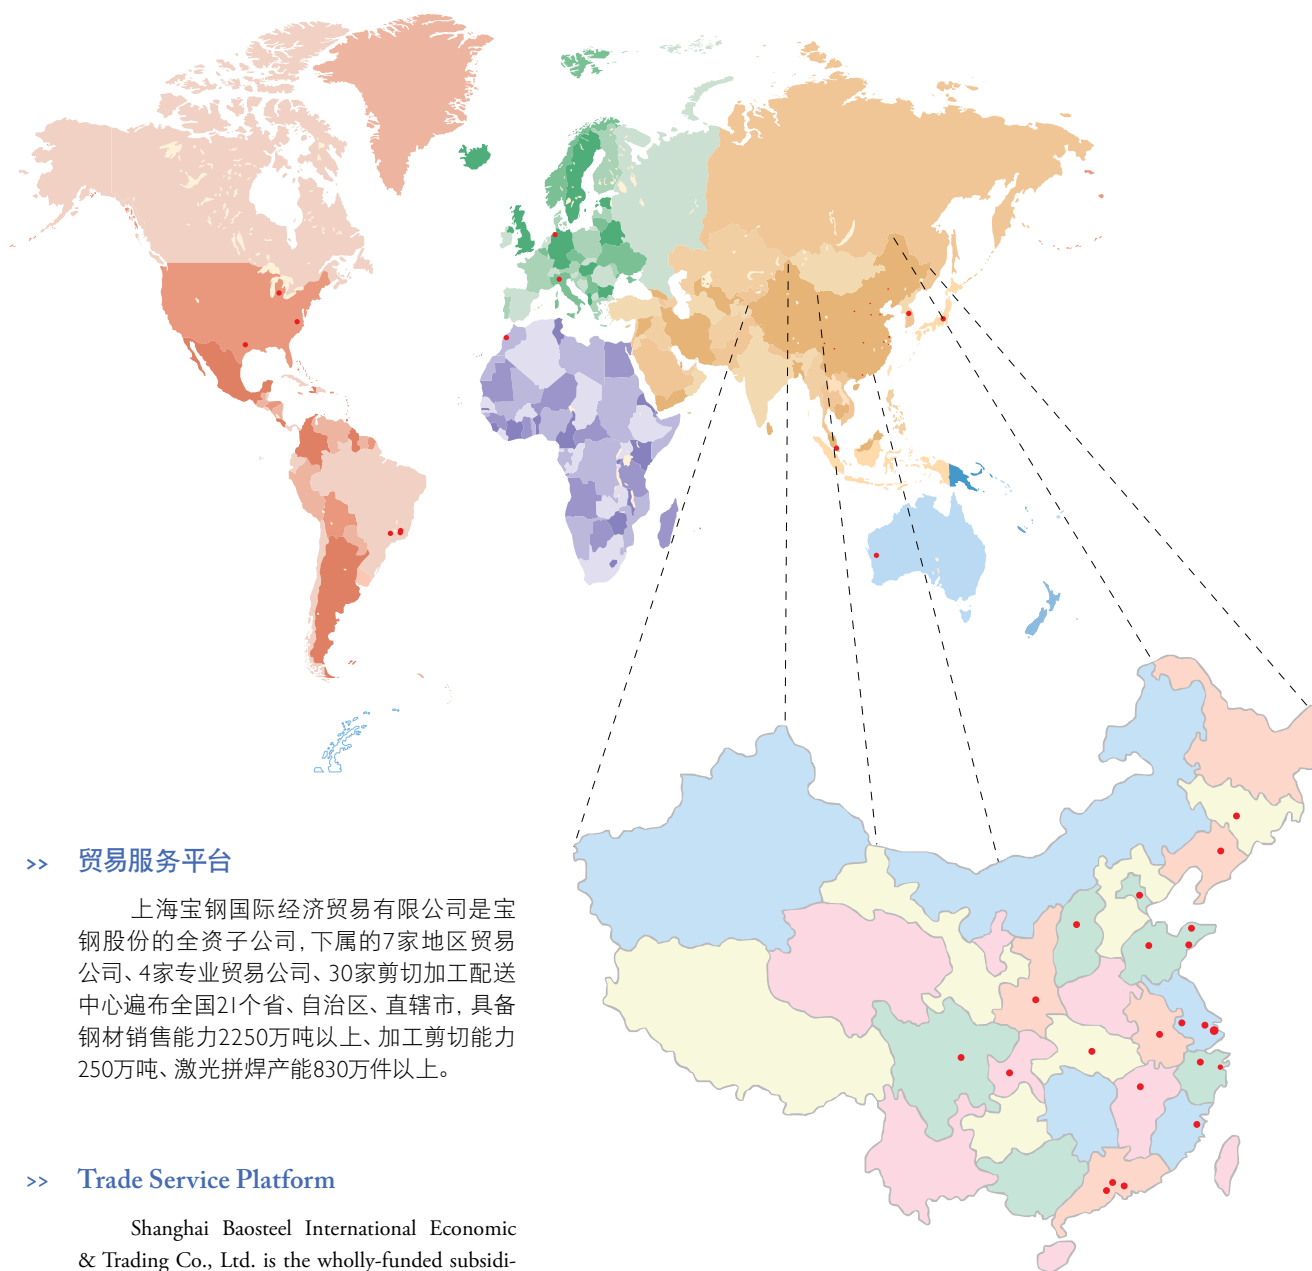 >> 贸易服务平台
上海宝钢国际经济贸易有限公司是宝
钢股份的全资子公司，下属的7家地区贸易
公司、4家专业贸易公司、30家剪切加工配送
中心遍布全国21个省、自治区、直辖市，具备
钢材销售能力2250万吨以上、加工剪切能力
250万吨、激光拼焊产能830万件以上。
>> Trade Service Platform
Shanghai Baosteel International Economic
& Trading Co., Ltd. is the wholly-funded subsidi-